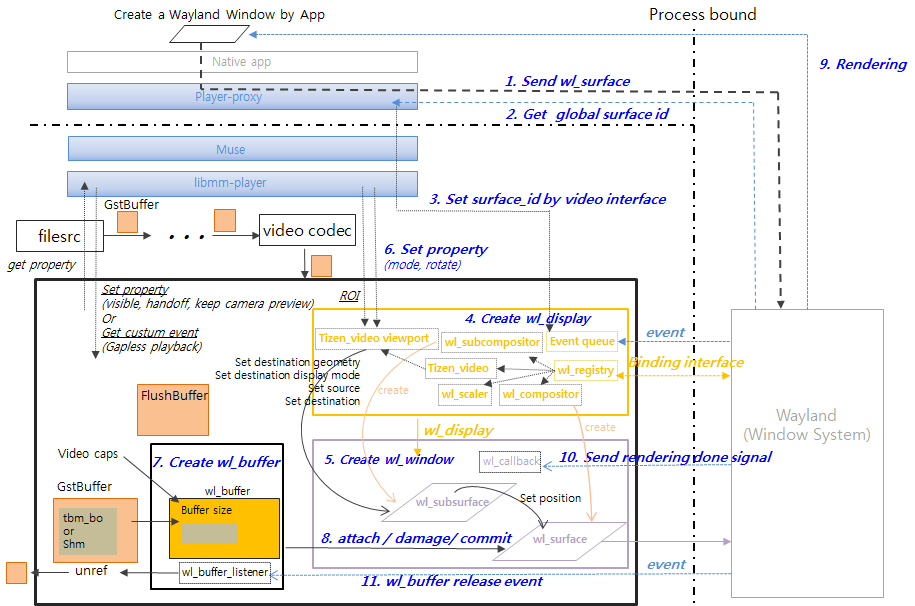 Create a Wayland Window by App
Process bound
Native app
9. Rendering
1. Send wl_surface
Player-proxy
2. Get global surface id
Muse
libmm-player
3. Set surface_id by video interface
GstBuffer
filesrc
. . .
video codec
6. Set property
(mode, rotate)
get property
Set property
(visible, handoff, keep camera preview)
Or
Get custum event
(Gapless playback)
ROI
4. Create wl_display
Tizen_video viewport
wl_subcompositor
Event queue
event
Set destination geometry
Set destination display mode
Set source
Set destination
Tizen_video
wl_registry
Binding interface
create
wl_scaler
wl_compositor
FlushBuffer
wl_display
create
Wayland
(Window System)
Video caps
7. Create wl_buffer
5. Create wl_window
wl_callback
10. Send rendering done signal
GstBuffer
wl_buffer
wl_subsurface
Set position
tbm_bo
or
Shm
Buffer size
8. attach / damage/ commit
wl_surface
unref
wl_buffer_listener
event
11. wl_buffer release event